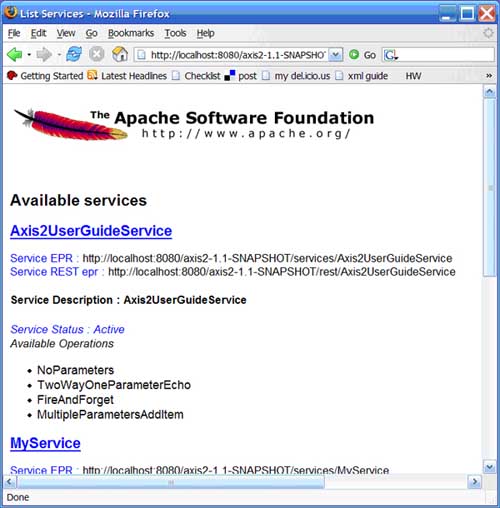 List Services - Mozilla Firefox
File Edit View Go Bookmarks Tools Help
http://localhost:8080/axis2-1.1-SNAPSHOT Go G
Getting Started Latest Headlines Checklist post my del.icio.us xml guide HW
The Apache Software Foundation
http://www.apache.org/
Available services
Axis2UserGuideService
Service EPR : http://localhost:8080/axis2-1.1-SNAPSHOT/services/Axis2UserGuideService
Service REST epr : http://localhost:8080/axis2-1.1-SNAPSHOT/rest/Axis2UserGuideService
Service Description : Axis2UserGuideService
Service Status : Active
Available Operations
• NoParameters
• TwoWayOneParameterEcho
• FireAndForget
• MultipleParametersAddItem
MyService
Service EPR : http://localhost:8080/axis2-1.1-SNAPSHOT/services/MyService
Done